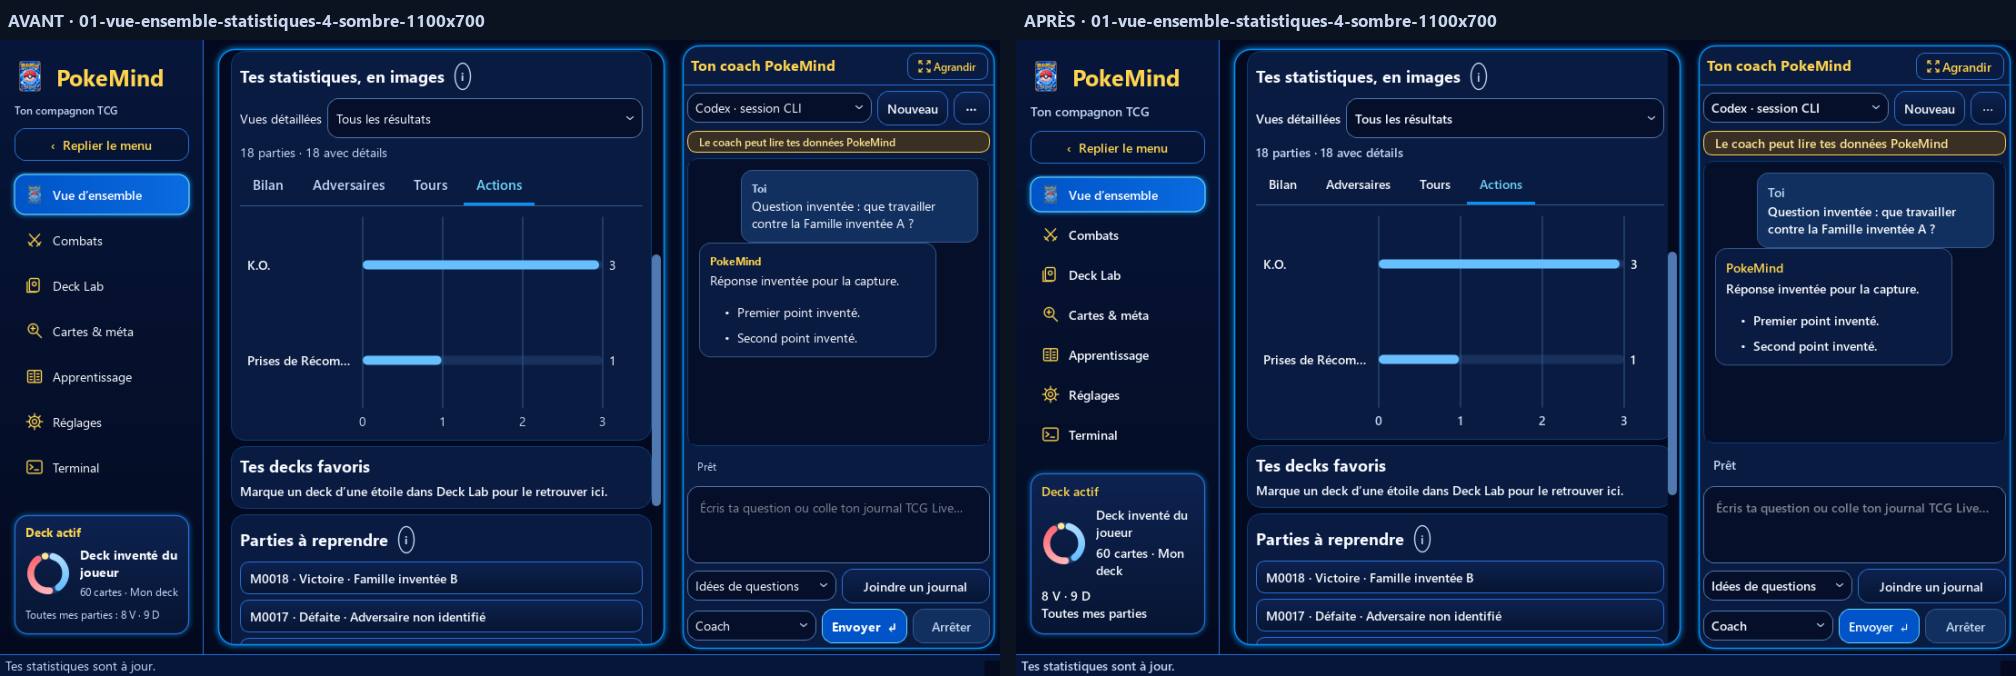 AVANT · 01-vue-ensemble-statistiques-4-sombre-1100x700
PokeMind
Ton compagnon TCG
‹ Replier le menu
Vue d'ensemble
Combats
Deck Lab
Cartes & méta
Apprentissage
Réglages
Terminal
Deck actif
Deck inventé du
joueur
60 cartes · Mon deck
Toutes mes parties : 8 V · 9 D
Tes statistiques, en images i
Vues détaillées Tous les résultats
18 parties · 18 avec détails
Bilan Adversaires Tours Actions
K.O. 3
Prises de Récom... 1
0 1 2 3
Tes decks favoris
Marque un deck d'une étoile dans Deck Lab pour le retrouver ici.
Parties à reprendre i
M0018 · Victoire · Famille inventée B
M0017 · Défaite · Adversaire non identifié
Ton coach PokeMind Agrandir
Codex · session CLI Nouveau ...
Le coach peut lire tes données PokeMind
Toi
Question inventée : que travailler
contre la Famille inventée A ?
PokeMind
Réponse inventée pour la capture.
• Premier point inventé.
• Second point inventé.
Prêt
Écris ta question ou colle ton journal TCG Live...
Idées de questions Joindre un journal
Coach Envoyer ↲ Arrêter
Tes statistiques sont à jour.
APRÈS · 01-vue-ensemble-statistiques-4-sombre-1100x700
PokeMind
Ton compagnon TCG
‹ Replier le menu
Vue d'ensemble
Combats
Deck Lab
Cartes & méta
Apprentissage
Réglages
Terminal
Deck actif
Deck inventé du
joueur
60 cartes · Mon
deck
8 V · 9 D
Toutes mes parties
Tes statistiques, en images i
Vues détaillées Tous les résultats
18 parties · 18 avec détails
Bilan Adversaires Tours Actions
K.O. 3
Prises de Récom... 1
0 1 2 3
Tes decks favoris
Marque un deck d'une étoile dans Deck Lab pour le retrouver ici.
Parties à reprendre i
M0018 · Victoire · Famille inventée B
M0017 · Défaite · Adversaire non identifié
Ton coach PokeMind Agrandir
Codex · session CLI Nouveau ...
Le coach peut lire tes données PokeMind
Toi
Question inventée : que travailler
contre la Famille inventée A ?
PokeMind
Réponse inventée pour la capture.
• Premier point inventé.
• Second point inventé.
Prêt
Écris ta question ou colle ton journal TCG Live...
Idées de questions Joindre un journal
Coach Envoyer ↲ Arrêter
Tes statistiques sont à jour.